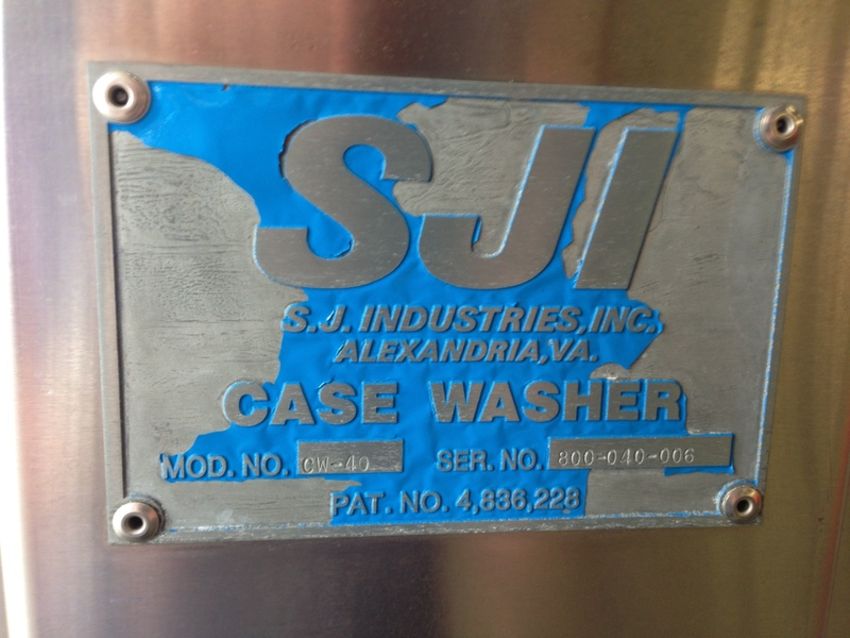 SJI
S.J. INDUSTRIES, INC.
ALEXANDRIA, VA.
CASE WASHER
MOD. NO. CW-40 SER. NO. 800-040-006
PAT. NO. 4,836,228